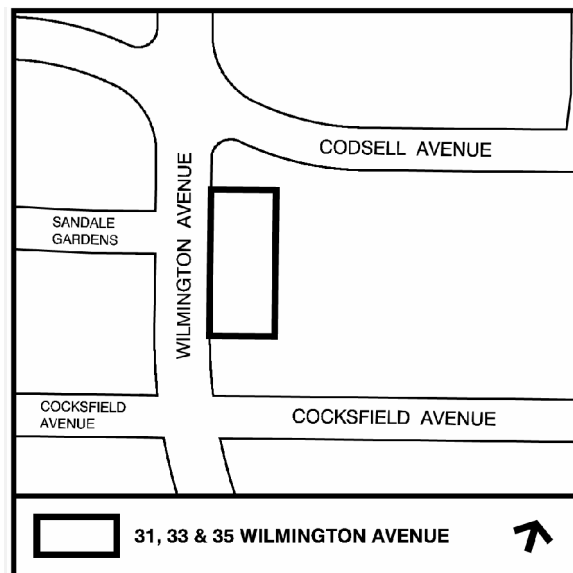 CODSELL AVENUE
WILMINGTON AVENUE
SANDALE
GARDENS
COCKSFIELD
AVENUE
COCKSFIELD AVENUE
31, 33 & 35 WILMINGTON AVENUE